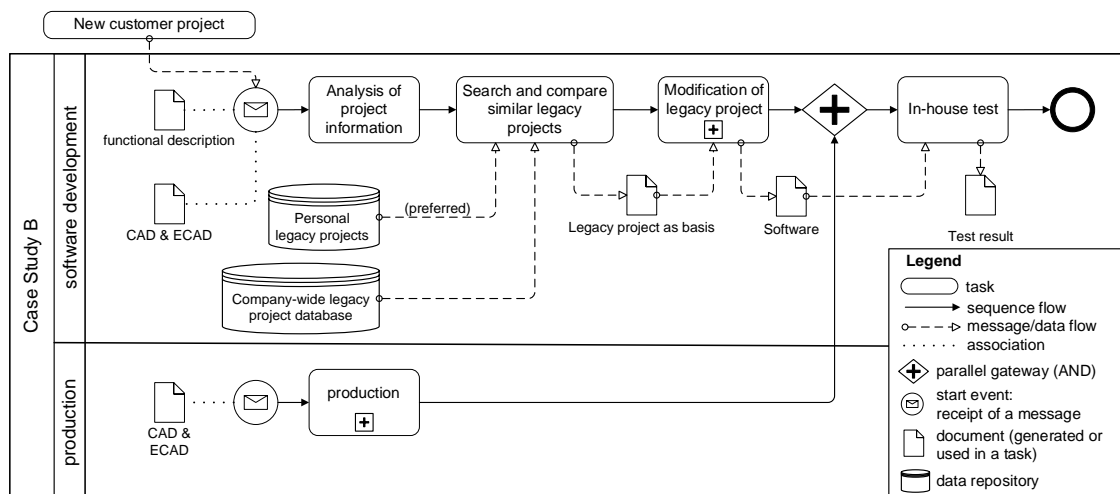 New customer project
Case Study B
software development
functional description
CAD & ECAD
Analysis of
project
information
Search and compare
similar legacy
projects
Modification of
legacy project
In-house test
Personal
legacy projects
(preferred)
Company-wide legacy
project database
Legacy project as basis
Software
Test result
production
CAD &
ECAD
production
Legend
task
sequence flow
message/data flow
association
parallel gateway (AND)
start event:
receipt of a message
document (generated or
used in a task)
data repository